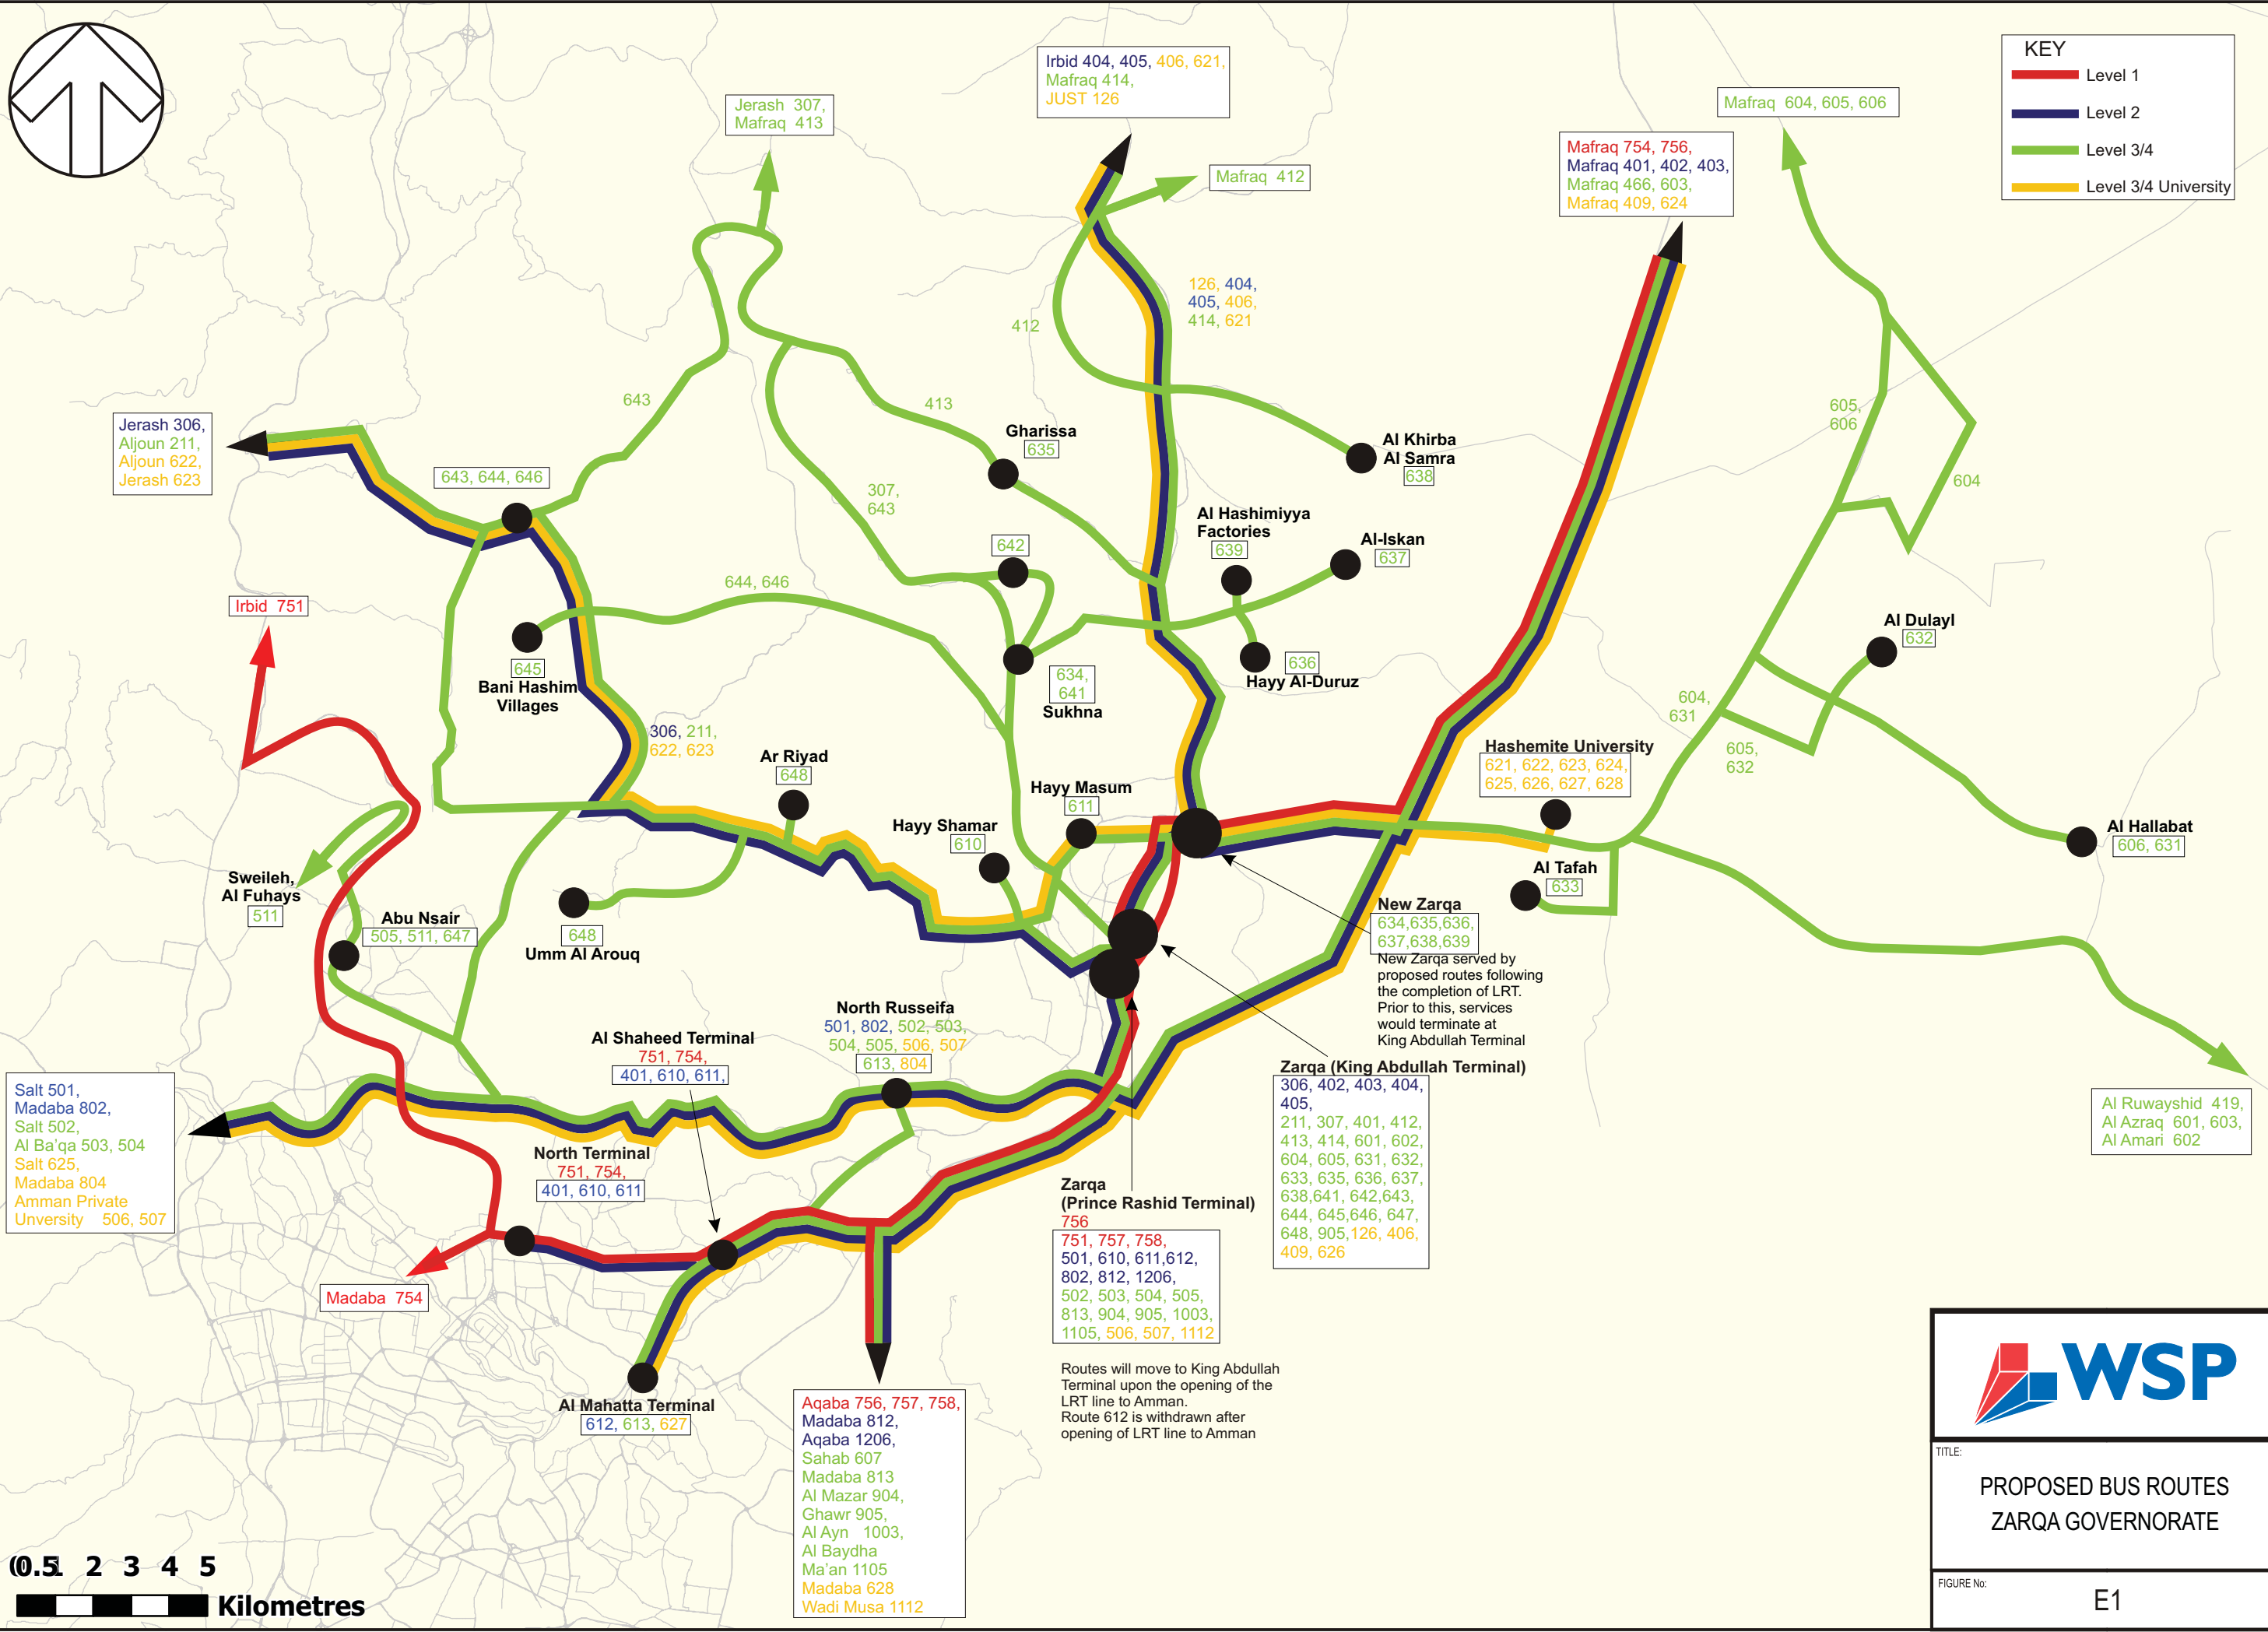 KEY
Level 1
Level 2
Level 3/4
Level 3/4 University
Irbid 404, 405, 406, 621,
Mafraq 414,
JUST 126
Jerash 307,
Mafraq 413
Mafraq 604, 605, 606
Mafraq 754, 756,
Mafraq 401, 402, 403,
Mafraq 466, 603,
Mafraq 409, 624
Mafraq 412
126, 404,
405, 406,
414, 621
412
643
413
605,
606
Jerash 306,
Aljoun 211,
Aljoun 622,
Jerash 623
643, 644, 646
Gharissa
635
Al Khirba
Al Samra
638
604
307,
643
Al Hashimiyya
Factories
639
Al-Iskan
637
642
644, 646
Irbid 751
Al Dulayl
632
645
Bani Hashim
Villages
634,
641
Sukhna
636
Hayy Al-Duruz
604,
631
306, 211,
622, 623
605,
632
Ar Riyad
648
Hashemite University
621, 622, 623, 624,
625, 626, 627, 628
Hayy Masum
611
Hayy Shamar
610
Al Hallabat
606, 631
Al Tafah
633
Sweileh,
Al Fuhays
511
Abu Nsair
505, 511, 647
648
Umm Al Arouq
New Zarqa
634,635,636,
637,638,639
New Zarqa served by
proposed routes following
the completion of LRT.
Prior to this, services
would terminate at
King Abdullah Terminal
North Russeifa
501, 802, 502, 503,
504, 505, 506, 507
613, 804
Al Shaheed Terminal
751, 754,
401, 610, 611,
Zarqa (King Abdullah Terminal)
306, 402, 403, 404,
405,
211, 307, 401, 412,
413, 414, 601, 602,
604, 605, 631, 632,
633, 635, 636, 637,
638,641, 642,643,
644, 645,646, 647,
648, 905,126, 406,
409, 626
Salt 501,
Madaba 802,
Salt 502,
Al Ba'qa 503, 504
Salt 625,
Madaba 804
Amman Private
Unversity 506, 507
Al Ruwayshid 419,
Al Azraq 601, 603,
Al Amari 602
North Terminal
751, 754,
401, 610, 611
Zarqa
(Prince Rashid Terminal)
756
751, 757, 758,
501, 610, 611,612,
802, 812, 1206,
502, 503, 504, 505,
813, 904, 905, 1003,
1105, 506, 507, 1112
Routes will move to King Abdullah
Terminal upon the opening of the
LRT line to Amman.
Route 612 is withdrawn after
opening of LRT line to Amman
Madaba 754
Al Mahatta Terminal
612, 613, 627
Aqaba 756, 757, 758,
Madaba 812,
Aqaba 1206,
Sahab 607
Madaba 813
Al Mazar 904,
Ghawr 905,
Al Ayn 1003,
Al Baydha
Ma'an 1105
Madaba 628
Wadi Musa 1112
WSP
TITLE:
PROPOSED BUS ROUTES
ZARQA GOVERNORATE
FIGURE No:
E1
0 0.5 1 2 3 4 5
Kilometres